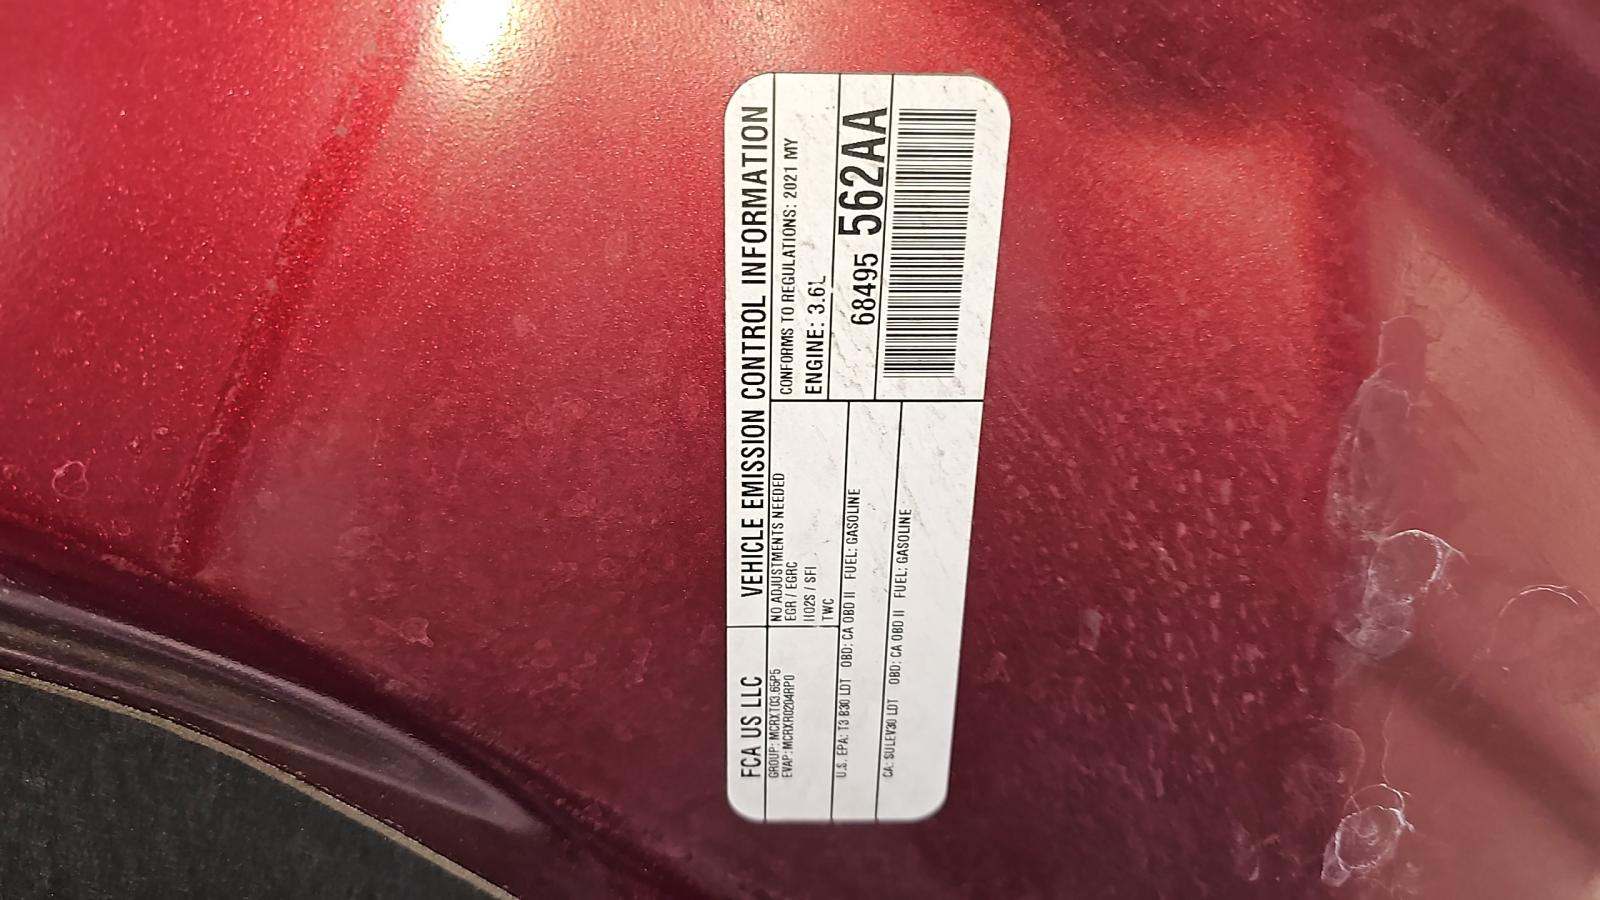 FCA US LLC
VEHICLE EMISSION CONTROL INFORMATION
GROUP: MCRXT03.65P5
EVAP: MCRXR0204RP0
NO ADJUSTMENTS NEEDED
EGR / EGRC
HO2S / SFI
TWC
CONFORMS TO REGULATIONS: 2021 MY
ENGINE: 3.6L
U.S. EPA: T3 B30 LDT OBD: CA OBD II FUEL: GASOLINE
CA: SULEV30 LDT OBD: CA OBD II FUEL: GASOLINE
68495 562AA